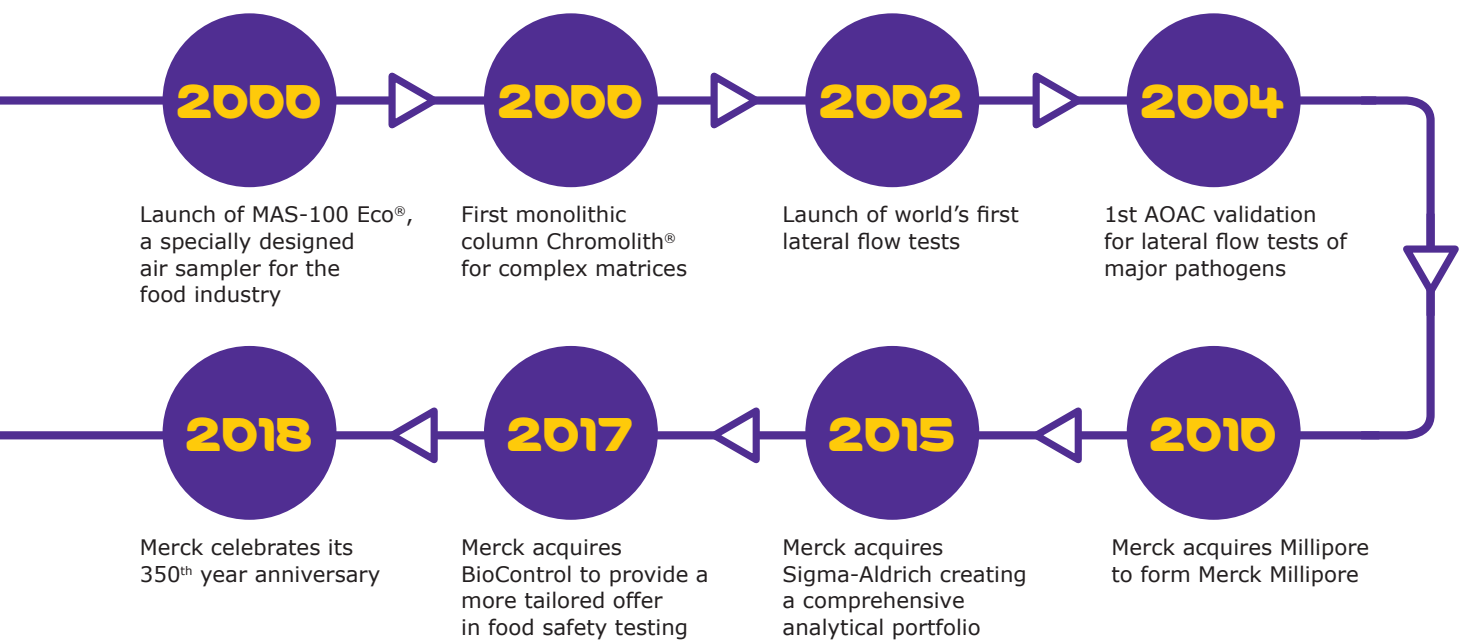 2000
Launch of MAS-100 Eco®,
a specially designed
air sampler for the
food industry
2000
First monolithic
column Chromolith®
for complex matrices
2002
Launch of world’s first
lateral flow tests
2004
1st AOAC validation
for lateral flow tests of
major pathogens
2010
Merck acquires Millipore
to form Merck Millipore
2015
Merck acquires
Sigma-Aldrich creating
a comprehensive
analytical portfolio
2017
Merck acquires
BioControl to provide a
more tailored offer
in food safety testing
2018
Merck celebrates its
350th year anniversary